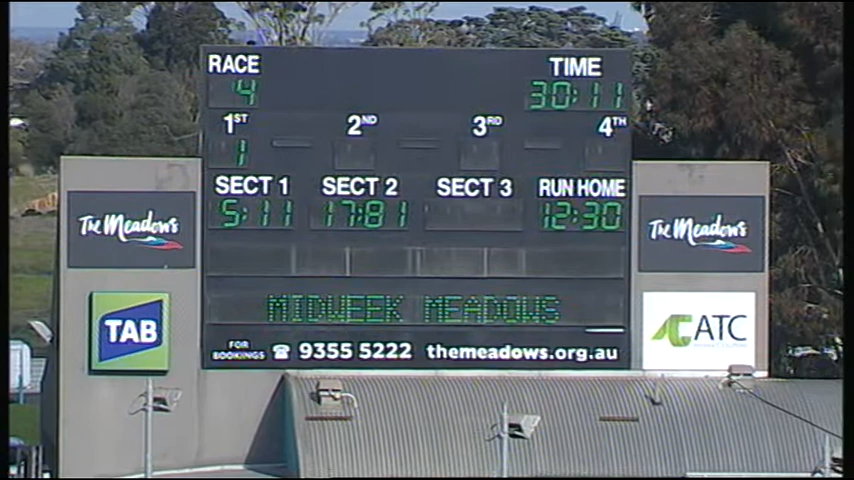 RACE TIME
4 30:11
1ST 2ND 3RD 4TH
1
SECT 1 SECT 2 SECT 3 RUN HOME
5:11 17:81 12:30
The Meadows The Meadows
MIDWEEK MEADOWS
TAB ATC
FOR BOOKINGS ☎ 9355 5222 themeadows.org.au